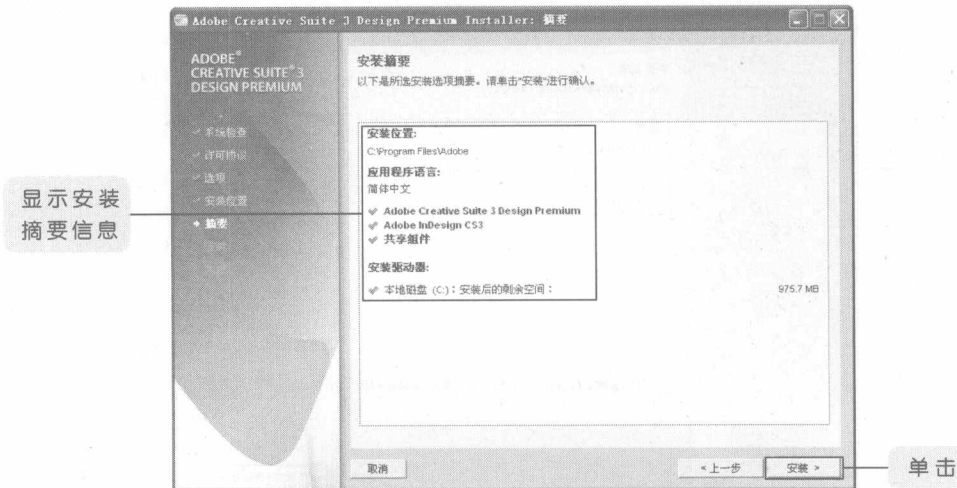 Adobe Creative Suite 3 Design Premium Installer: 摘要
ADOBE®
CREATIVE SUITE® 3
DESIGN PREMIUM
系统检查
许可协议
选项
安装位置
摘要
安装摘要
以下是所选安装选项摘要。请单击“安装”进行确认。
安装位置:
C:\Program Files\Adobe
应用程序语言:
简体中文
Adobe Creative Suite 3 Design Premium
Adobe InDesign CS3
共享组件
安装驱动器:
本地磁盘 (C:)：安装后的剩余空间： 975.7 MB
取消
<上一步
安装 >
显示安装
摘要信息
单击